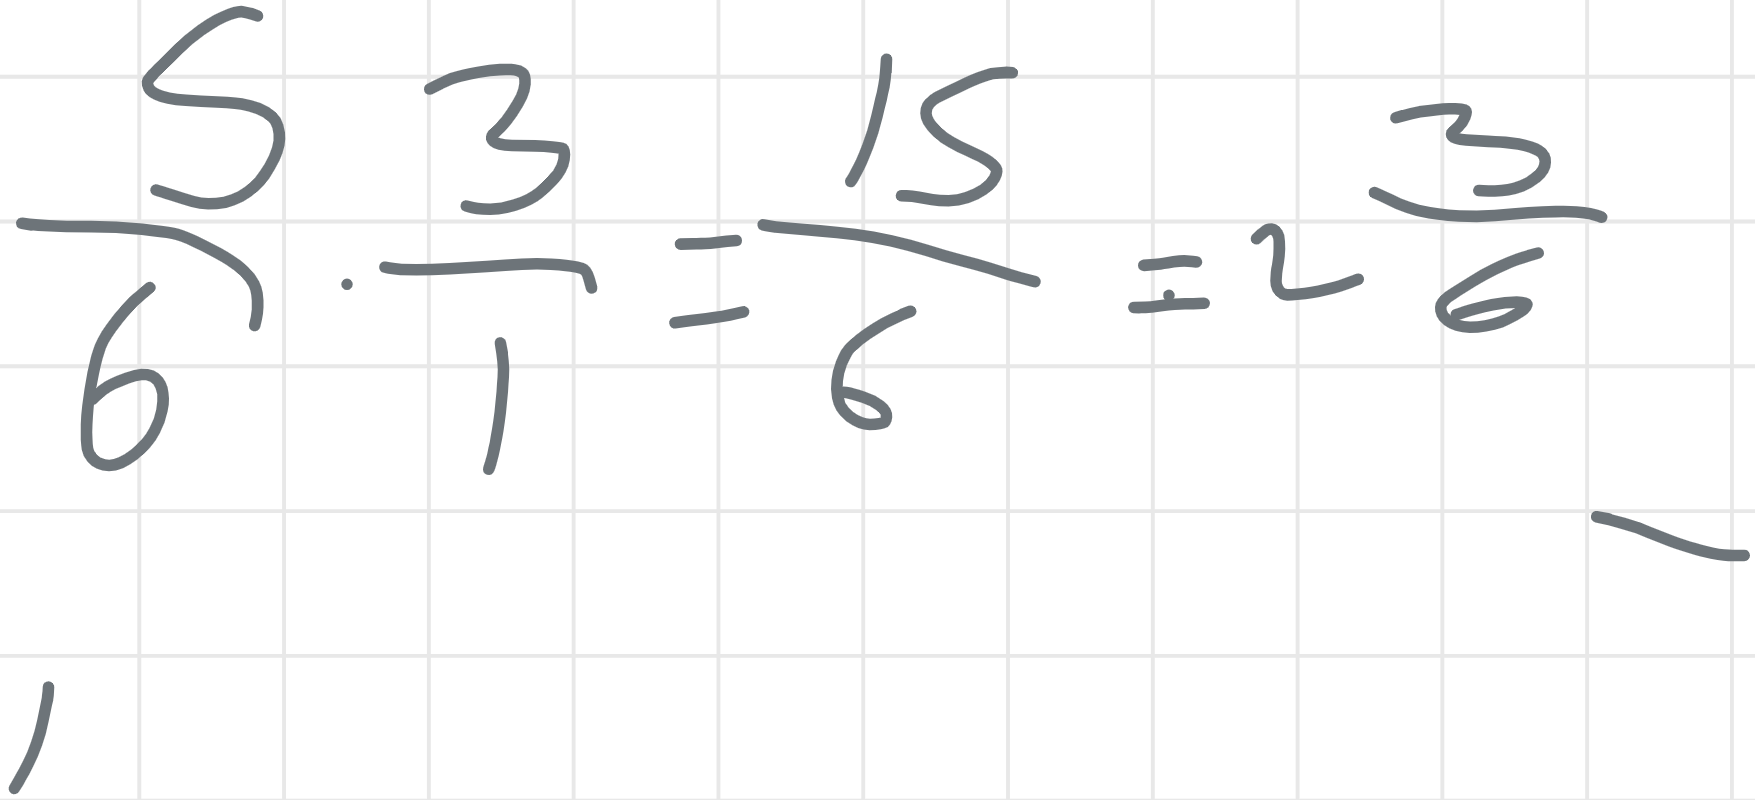 5/6 · 3/1 = 15/6 = 2 3/6